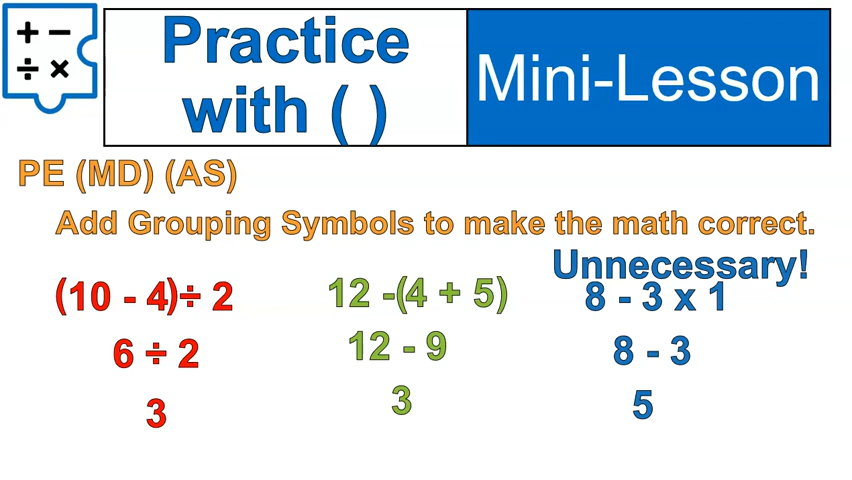 + −
÷ ×
Practice
with ( )
Mini-Lesson
PE (MD) (AS)
Add Grouping Symbols to make the math correct.
Unnecessary!
(10 - 4)÷ 2
6 ÷ 2
3
12 -(4 + 5)
12 - 9
3
8 - 3 x 1
8 - 3
5